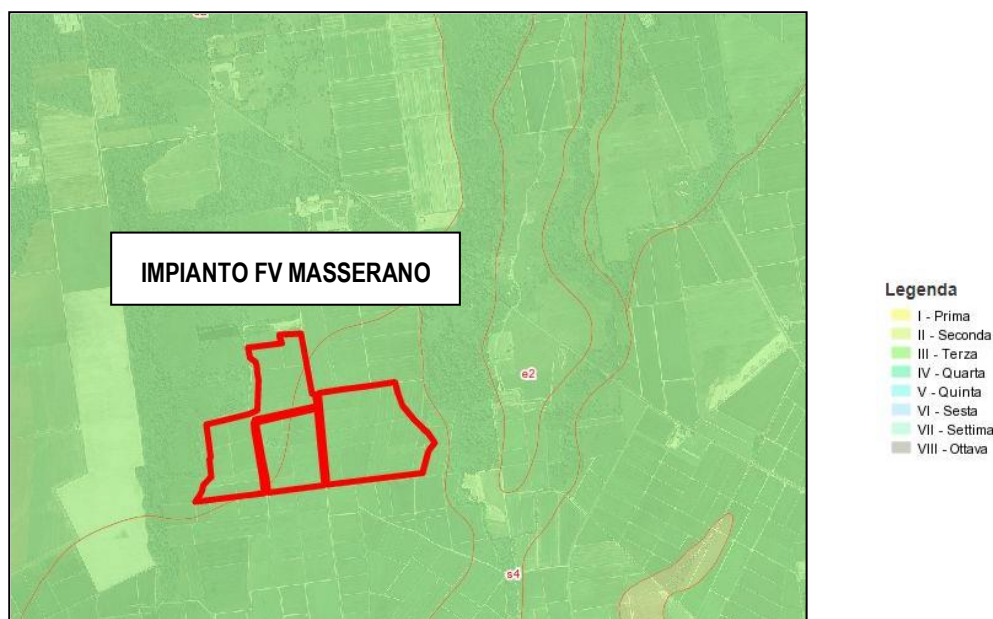 IMPIANTO FV MASSERANO
e2
s4
Legenda
I - Prima
II - Seconda
III - Terza
IV - Quarta
V - Quinta
VI - Sesta
VII - Settima
VIII - Ottava